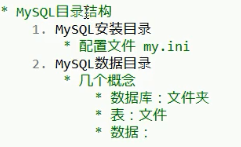 * MySQL目录结构
1. MySQL安装目录
* 配置文件 my.ini
2. MySQL数据目录
* 几个概念
* 数据库：文件夹
* 表：文件
* 数据：